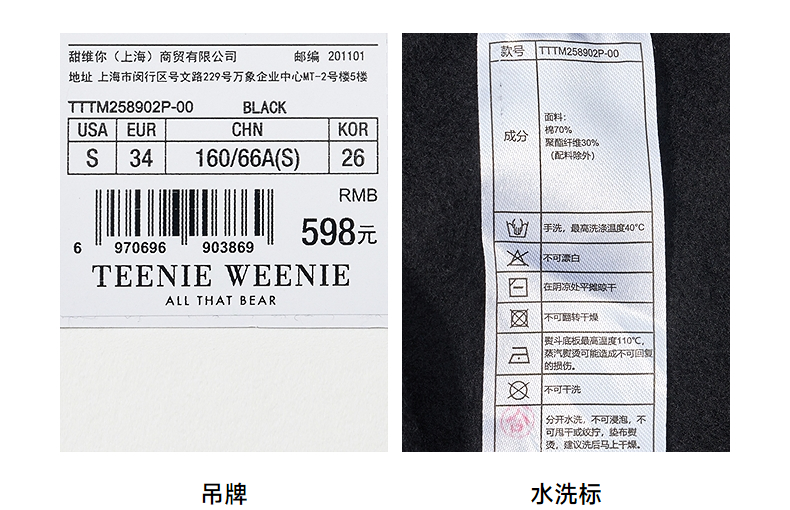 甜维你（上海）商贸有限公司 邮编 201101
地址 上海市闵行区号文路229号万象企业中心MT-2号楼5楼
TTTM258902P-00 BLACK
USA EUR CHN KOR
S 34 160/66A(S) 26
RMB
598元
6 970696 903869
TEENIE WEENIE
ALL THAT BEAR
吊牌
款号 TTTM258902P-00
成分
面料：
棉70%
聚酯纤维30%
（配料除外）
手洗，最高洗涤温度40°C
不可漂白
在阴凉处平摊晾干
不可翻转干燥
熨斗底板最高温度110℃，
蒸汽熨烫可能造成不可回复
的损伤。
不可干洗
分开水洗，不可浸泡，不
可甩干或绞拧，垫布熨
烫，建议洗后马上干燥。
水洗标